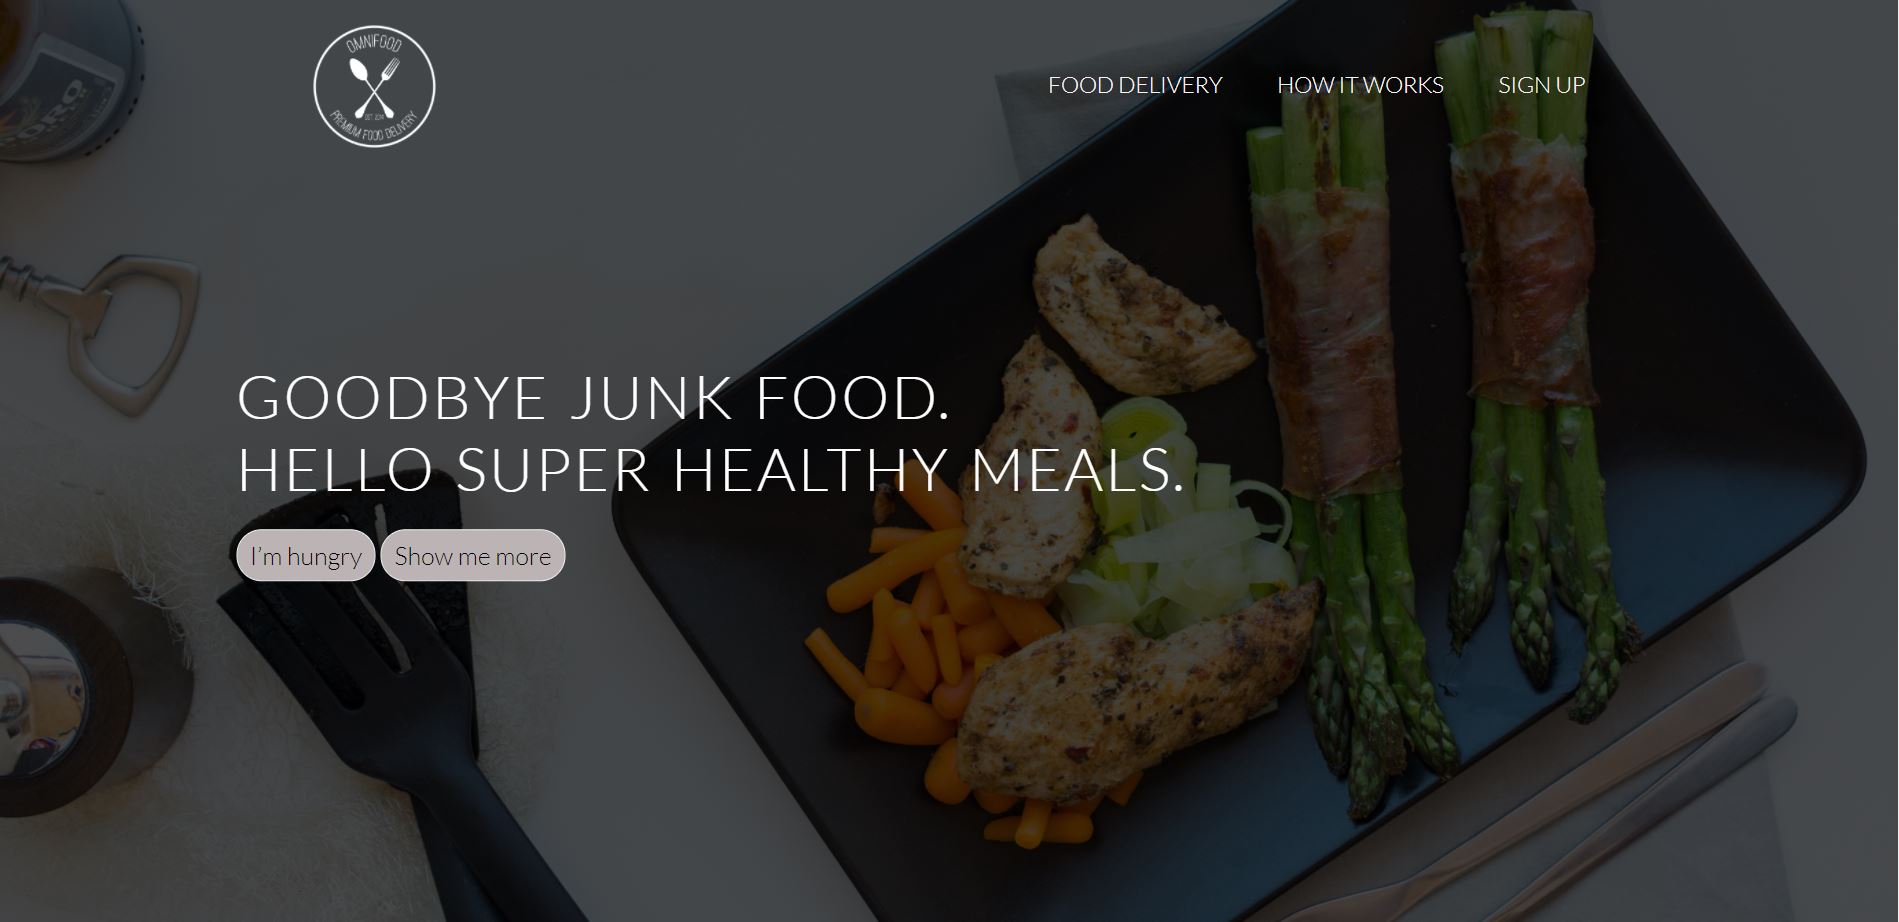 OMNIFOOD
EST. 2014
PREMIUM FOOD DELIVERY
FOOD DELIVERY
HOW IT WORKS
SIGN UP
GOODBYE JUNK FOOD.
HELLO SUPER HEALTHY MEALS.
I’m hungry
Show me more